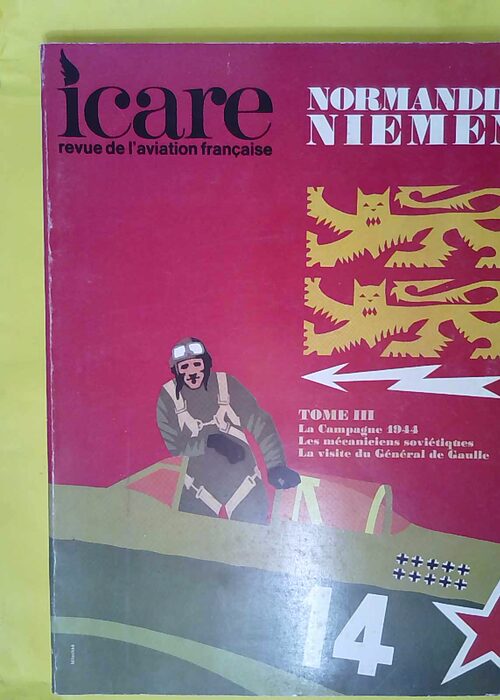 icare
revue de l'aviation française
NORMANDI
NIEMEN
TOME III
La Campagne 1944
Les mécaniciens soviétiques
La visite du Général de Gaulle
14